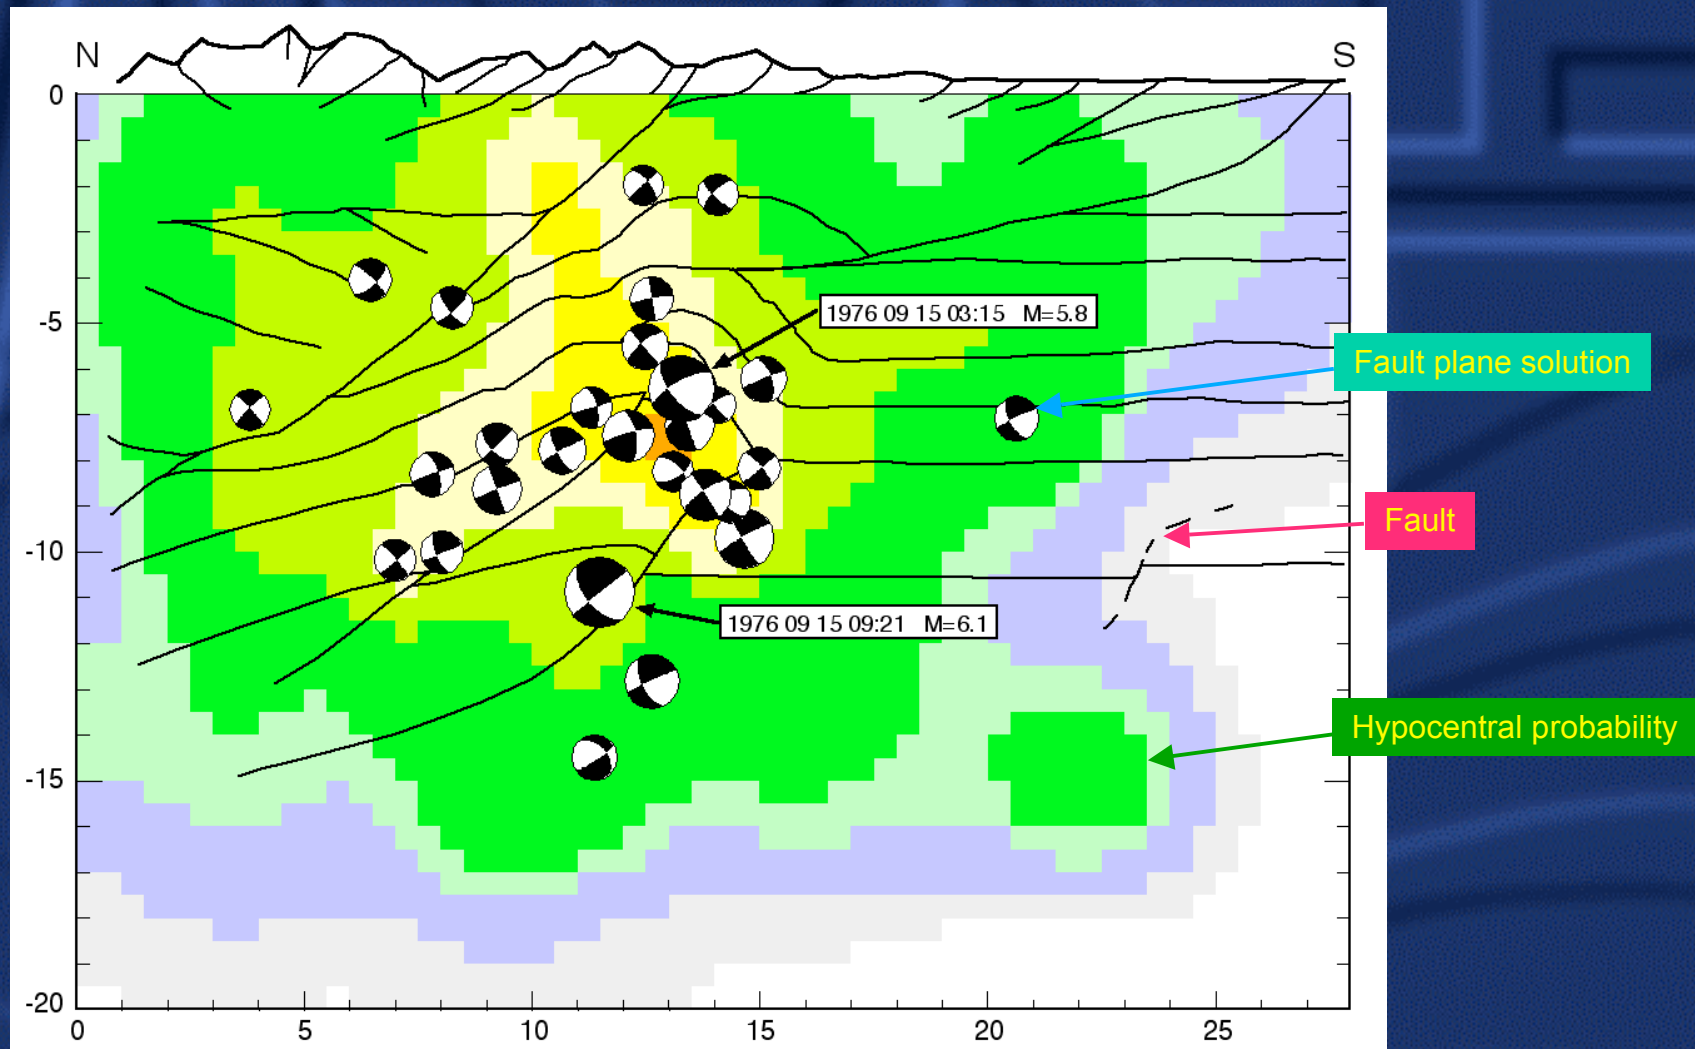 N
S
0
-5
-10
-15
-20
0
5
10
15
20
25
1976 09 15 03:15 M=5.8
1976 09 15 09:21 M=6.1
Fault plane solution
Fault
Hypocentral probability